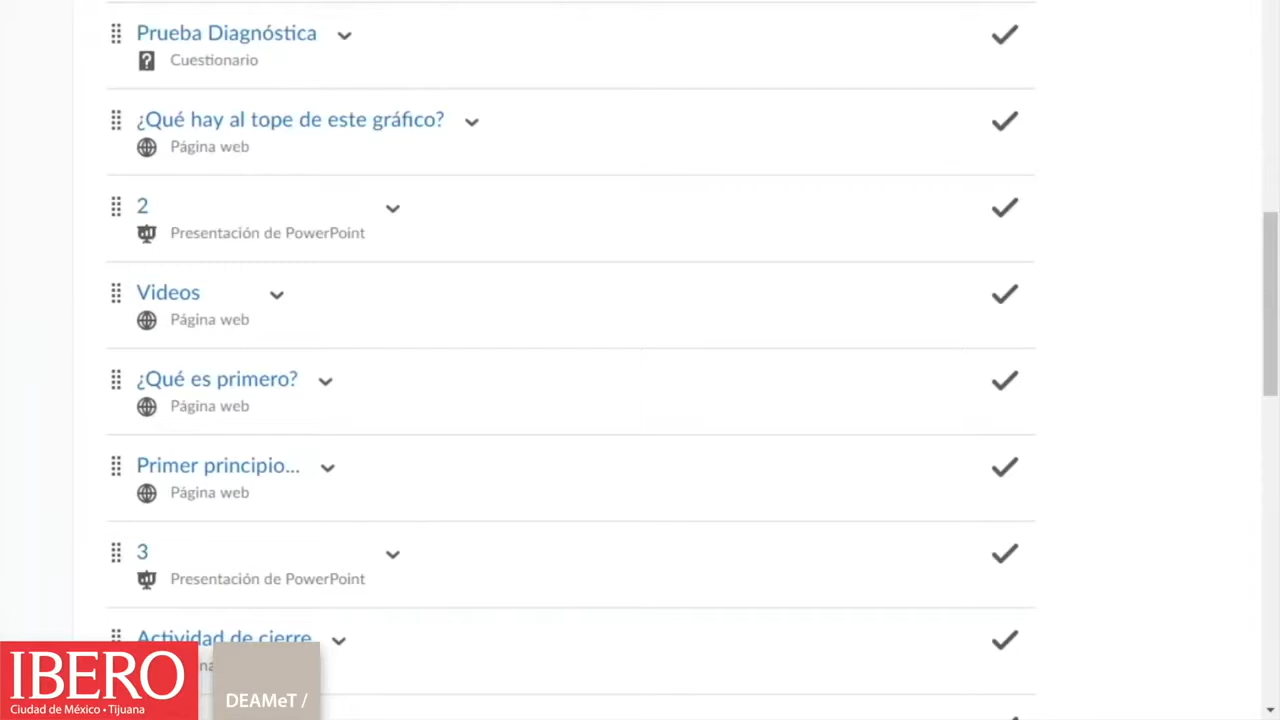 Prueba Diagnóstica
Cuestionario
¿Qué hay al tope de este gráfico?
Página web
2
Presentación de PowerPoint
Videos
Página web
¿Qué es primero?
Página web
Primer principio...
Página web
3
Presentación de PowerPoint
Actividad de cierre
IBERO
Ciudad de México • Tijuana
DEAMeT /